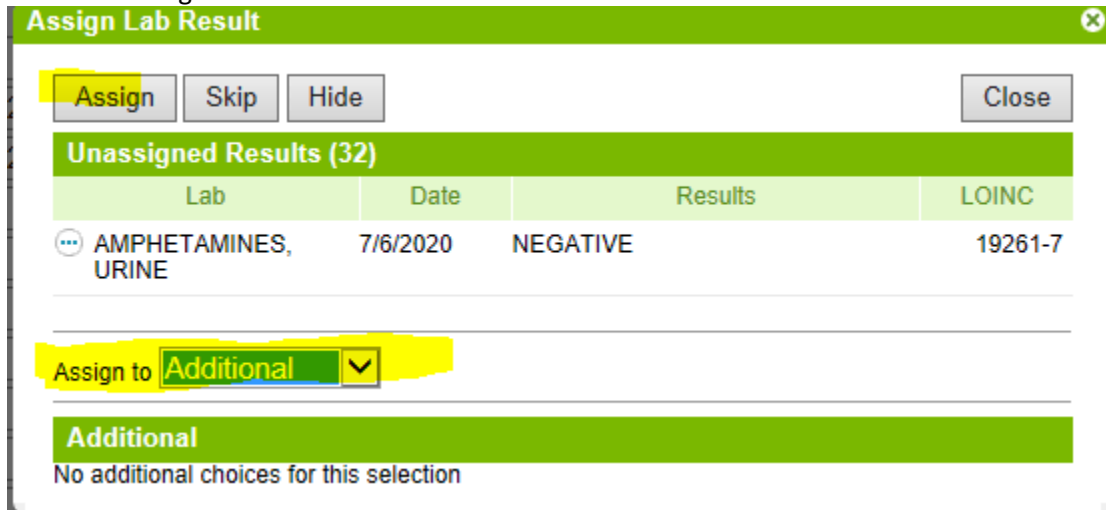 Assign Lab Result
Assign Skip Hide Close
Unassigned Results (32)
Lab Date Results LOINC
AMPHETAMINES, 7/6/2020 NEGATIVE 19261-7
URINE
Assign to Additional
Additional
No additional choices for this selection